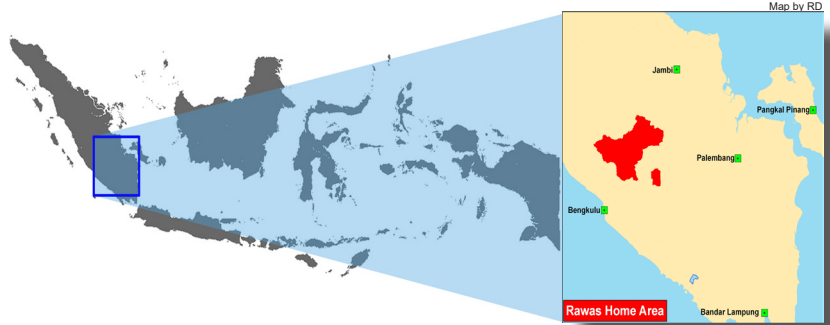 Map by RD
Jambi
Pangkal Pinang
Palembang
Bengkulu
Rawas Home Area
Bandar Lampung